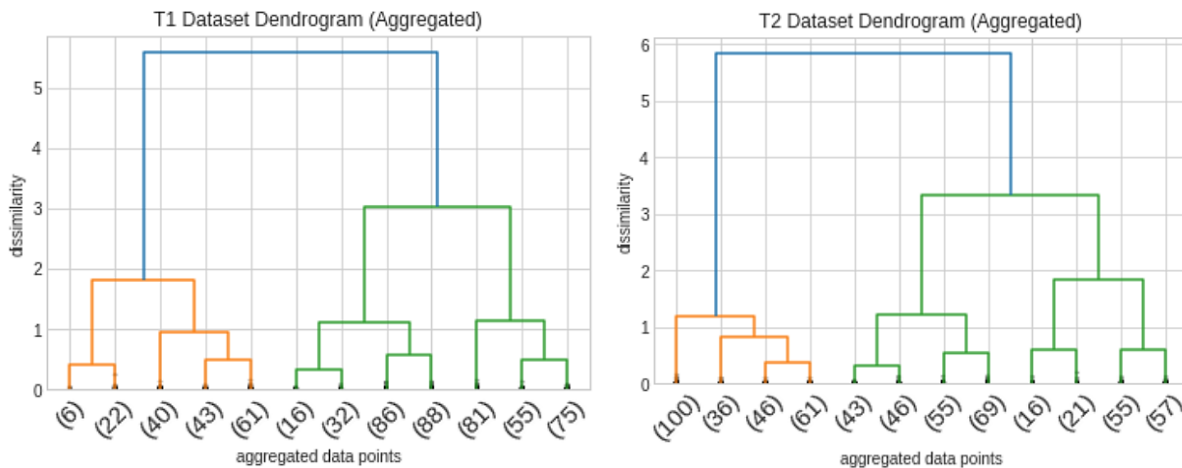 T1 Dataset Dendrogram (Aggregated)
dissimilarity
5
4
3
2
1
0
(6) (22) (40) (43) (61) (16) (32) (86) (88) (81) (55) (75)
aggregated data points
T2 Dataset Dendrogram (Aggregated)
dissimilarity
6
5
4
3
2
1
0
(100) (36) (46) (61) (43) (46) (55) (69) (16) (21) (55) (57)
aggregated data points